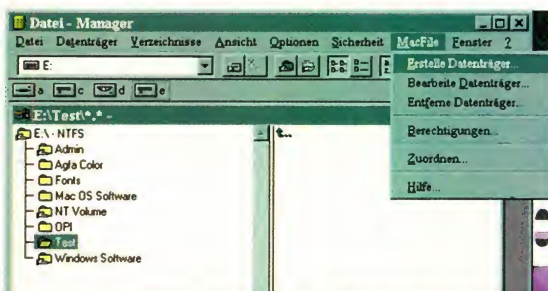 Datei - Manager
Datei Datenträger Verzeichnisse Ansicht Optionen Sicherheit MacFile Fenster ?
E:
a c d e
E:\Test\*.* -
E:\ - NTFS
Admin
Agfa Color
Fonts
Mac OS Software
NT Volume
OPI
Test
Windows Software
t..
Erstelle Datenträger...
Bearbeite Datenträger...
Entferne Datenträger...
Berechtigungen...
Zuordnen...
Hilfe...